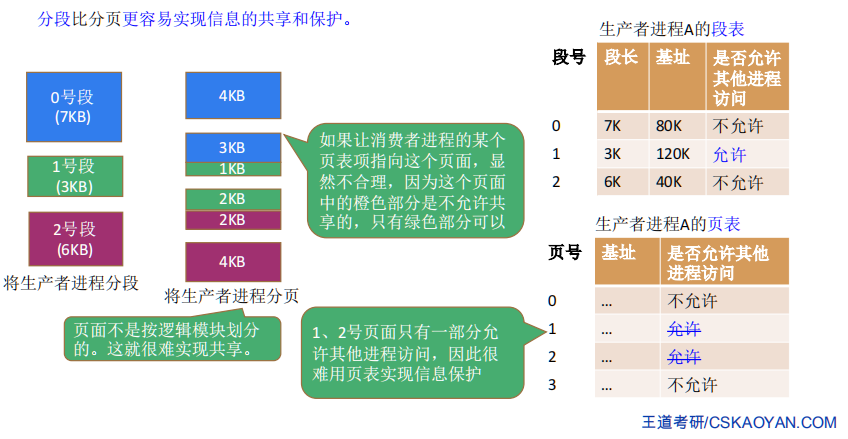 分段比分页更容易实现信息的共享和保护。
0号段
(7KB)
1号段
(3KB)
2号段
(6KB)
将生产者进程分段
4KB
3KB
1KB
2KB
2KB
4KB
将生产者进程分页
页面不是按逻辑模块划分
的。这就很难实现共享。
如果让消费者进程的某个
页表项指向这个页面，显
然不合理，因为这个页面
中的橙色部分是不允许共
享的，只有绿色部分可以
1、2号页面只有一部分允
许其他进程访问，因此很
难用页表实现信息保护
生产者进程A的段表
段号 段长 基址 是否允许
其他进程
访问
0 7K 80K 不允许
1 3K 120K 允许
2 6K 40K 不允许
生产者进程A的页表
页号 基址 是否允许其他
进程访问
0 ... 不允许
1 ... 允许
2 ... 允许
3 ... 不允许
王道考研/CSKAOYAN.COM